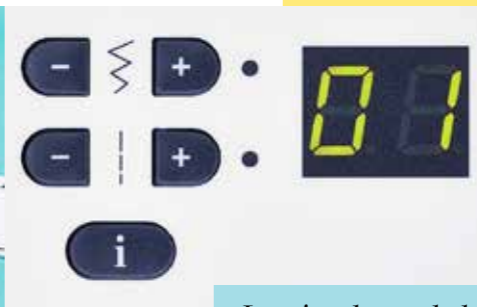 - + 01
- +
i